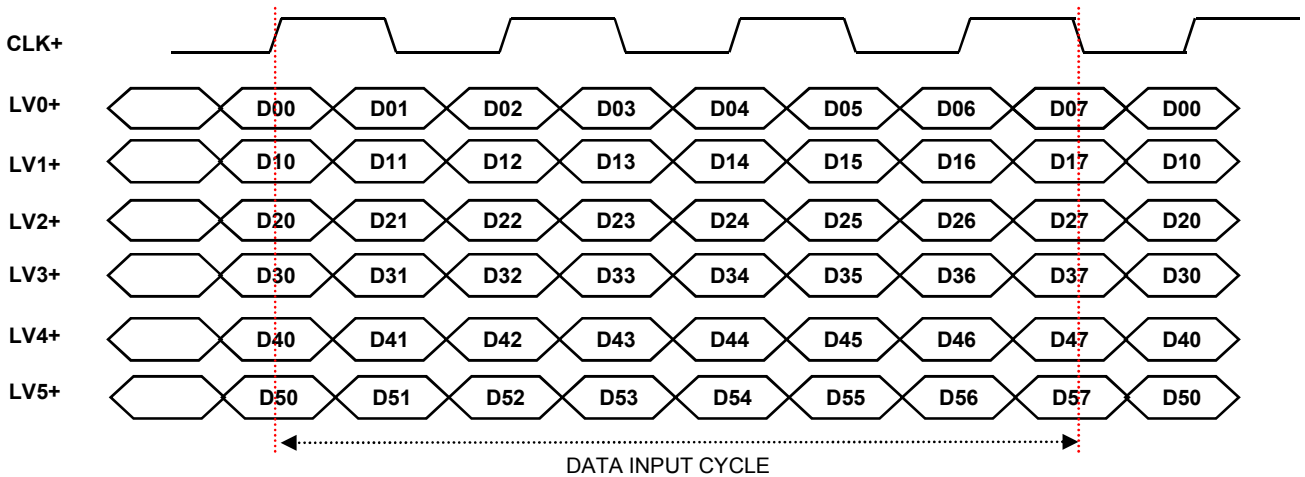 CLK+
LV0+ D00 D01 D02 D03 D04 D05 D06 D07 D00
LV1+ D10 D11 D12 D13 D14 D15 D16 D17 D10
LV2+ D20 D21 D22 D23 D24 D25 D26 D27 D20
LV3+ D30 D31 D32 D33 D34 D35 D36 D37 D30
LV4+ D40 D41 D42 D43 D44 D45 D46 D47 D40
LV5+ D50 D51 D52 D53 D54 D55 D56 D57 D50
DATA INPUT CYCLE